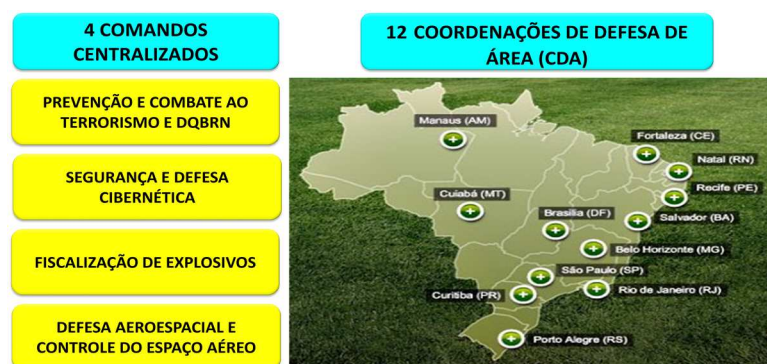 4 COMANDOS
CENTRALIZADOS
PREVENÇÃO E COMBATE AO
TERRORISMO E DQBRN
SEGURANÇA E DEFESA
CIBERNÉTICA
FISCALIZAÇÃO DE EXPLOSIVOS
DEFESA AEROESPACIAL E
CONTROLE DO ESPAÇO AÉREO
12 COORDENAÇÕES DE DEFESA DE
ÁREA (CDA)
Manaus (AM)
Fortaleza (CE)
Natal (RN)
Recife (PE)
Cuiabá (MT)
Brasília (DF)
Salvador (BA)
Belo Horizonte (MG)
São Paulo (SP)
Rio de Janeiro (RJ)
Curitiba (PR)
Porto Alegre (RS)